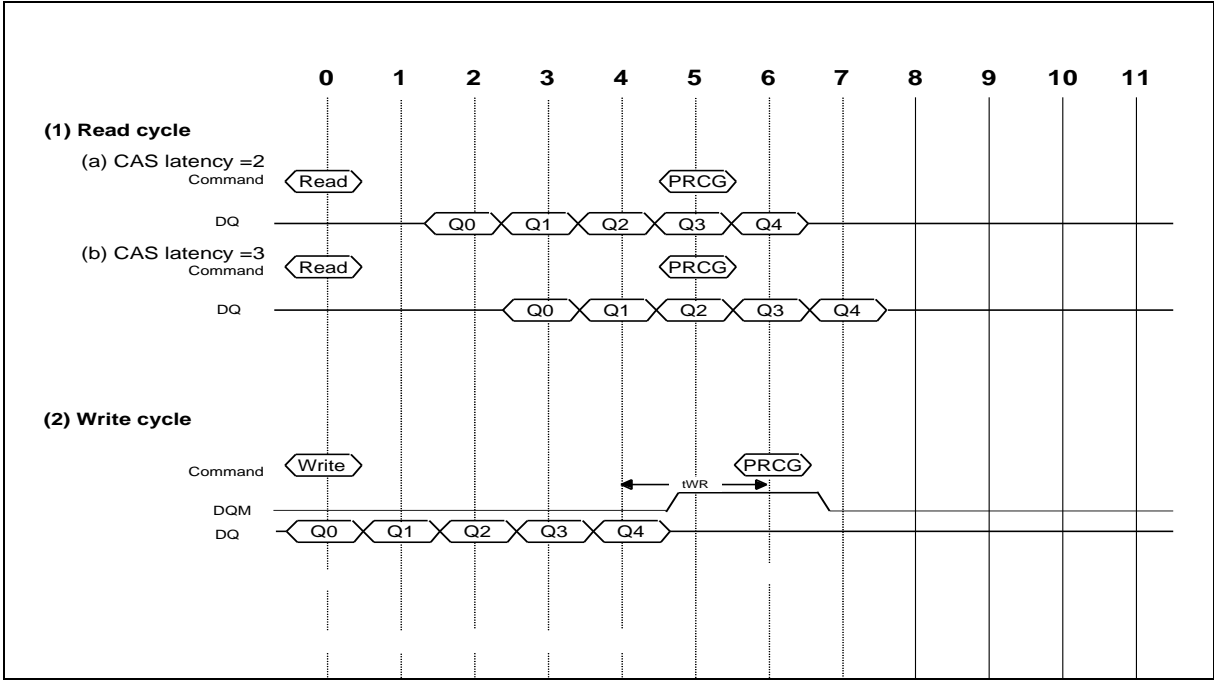 0 1 2 3 4 5 6 7 8 9 10 11
(1) Read cycle
(a) CAS latency =2
Command Read PRCG
DQ Q0 Q1 Q2 Q3 Q4
(b) CAS latency =3
Command Read PRCG
DQ Q0 Q1 Q2 Q3 Q4
(2) Write cycle
Command Write PRCG
tWR
DQM
DQ Q0 Q1 Q2 Q3 Q4